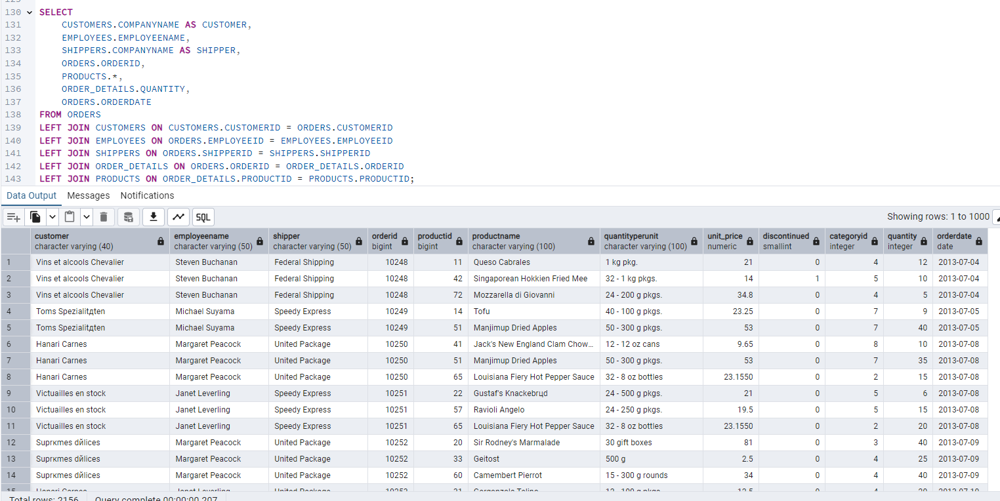 130 SELECT
131 CUSTOMERS.COMPANYNAME AS CUSTOMER,
132 EMPLOYEES.EMPLOYEENAME,
133 SHIPPERS.COMPANYNAME AS SHIPPER,
134 ORDERS.ORDERID,
135 PRODUCTS.*,
136 ORDER_DETAILS.QUANTITY,
137 ORDERS.ORDERDATE
138 FROM ORDERS
139 LEFT JOIN CUSTOMERS ON CUSTOMERS.CUSTOMERID = ORDERS.CUSTOMERID
140 LEFT JOIN EMPLOYEES ON ORDERS.EMPLOYEEID = EMPLOYEES.EMPLOYEEID
141 LEFT JOIN SHIPPERS ON ORDERS.SHIPPERID = SHIPPERS.SHIPPERID
142 LEFT JOIN ORDER_DETAILS ON ORDERS.ORDERID = ORDER_DETAILS.ORDERID
143 LEFT JOIN PRODUCTS ON ORDER_DETAILS.PRODUCTID = PRODUCTS.PRODUCTID;
Data Output Messages Notifications
SQL Showing rows: 1 to 1000
customer employeename shipper orderid productid productname quantityperunit unit_price discontinued categoryid quantity orderdate
character varying (40) character varying (50) character varying (50) bigint bigint character varying (100) character varying (100) numeric smallint integer integer date
1 Vins et alcools Chevalier Steven Buchanan Federal Shipping 10248 11 Queso Cabrales 1 kg pkg. 21 0 4 12 2013-07-04
2 Vins et alcools Chevalier Steven Buchanan Federal Shipping 10248 42 Singaporean Hokkien Fried Mee 32 - 1 kg pkgs. 14 1 5 10 2013-07-04
3 Vins et alcools Chevalier Steven Buchanan Federal Shipping 10248 72 Mozzarella di Giovanni 24 - 200 g pkgs. 34.8 0 4 5 2013-07-04
4 Toms Spezialitдten Michael Suyama Speedy Express 10249 14 Tofu 40 - 100 g pkgs. 23.25 0 7 9 2013-07-05
5 Toms Spezialitдten Michael Suyama Speedy Express 10249 51 Manjimup Dried Apples 50 - 300 g pkgs. 53 0 7 40 2013-07-05
6 Hanari Carnes Margaret Peacock United Package 10250 41 Jack's New England Clam Chow... 12 - 12 oz cans 9.65 0 8 10 2013-07-08
7 Hanari Carnes Margaret Peacock United Package 10250 51 Manjimup Dried Apples 50 - 300 g pkgs. 53 0 7 35 2013-07-08
8 Hanari Carnes Margaret Peacock United Package 10250 65 Louisiana Fiery Hot Pepper Sauce 32 - 8 oz bottles 23.1550 0 2 15 2013-07-08
9 Victuailles en stock Janet Leverling Speedy Express 10251 22 Gustaf's Knackebrцd 24 - 500 g pkgs. 21 0 5 6 2013-07-08
10 Victuailles en stock Janet Leverling Speedy Express 10251 57 Ravioli Angelo 24 - 250 g pkgs. 19.5 0 5 15 2013-07-08
11 Victuailles en stock Janet Leverling Speedy Express 10251 65 Louisiana Fiery Hot Pepper Sauce 32 - 8 oz bottles 23.1550 0 2 20 2013-07-08
12 Suprкmes dйlices Margaret Peacock United Package 10252 20 Sir Rodney's Marmalade 30 gift boxes 81 0 3 40 2013-07-09
13 Suprкmes dйlices Margaret Peacock United Package 10252 33 Geitost 500 g 2.5 0 4 25 2013-07-09
14 Suprкmes dйlices Margaret Peacock United Package 10252 60 Camembert Pierrot 15 - 300 g rounds 34 0 4 40 2013-07-09
Total rows: 2156 Query complete 00:00:00.207